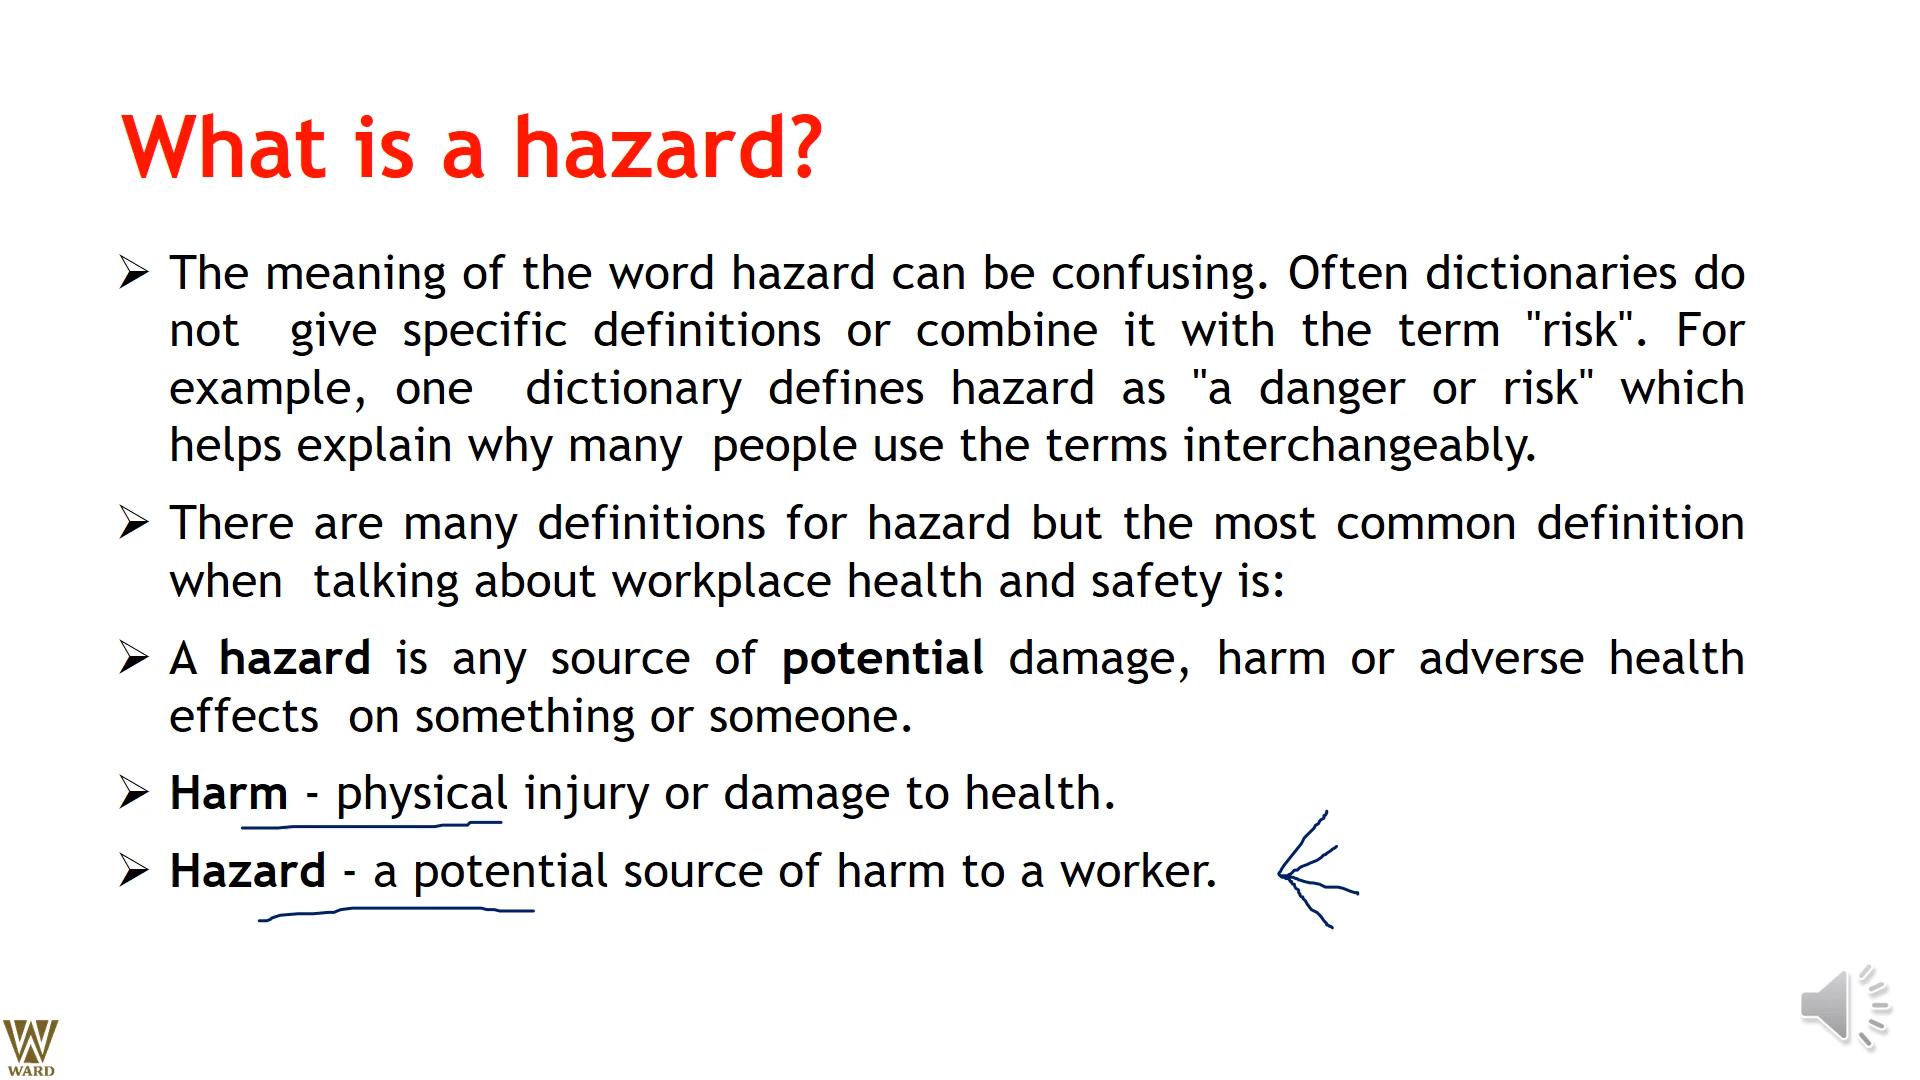 What is a hazard?
The meaning of the word hazard can be confusing. Often dictionaries do
not give specific definitions or combine it with the term "risk". For
example, one dictionary defines hazard as "a danger or risk" which
helps explain why many people use the terms interchangeably.
There are many definitions for hazard but the most common definition
when talking about workplace health and safety is:
A hazard is any source of potential damage, harm or adverse health
effects on something or someone.
Harm - physical injury or damage to health.
Hazard - a potential source of harm to a worker.
WARD